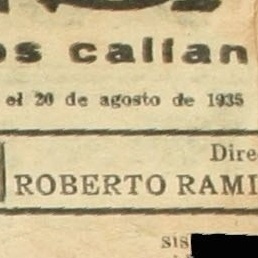 os callan
el 20 de agosto de 1935
Dire
ROBERTO RAMI
sis